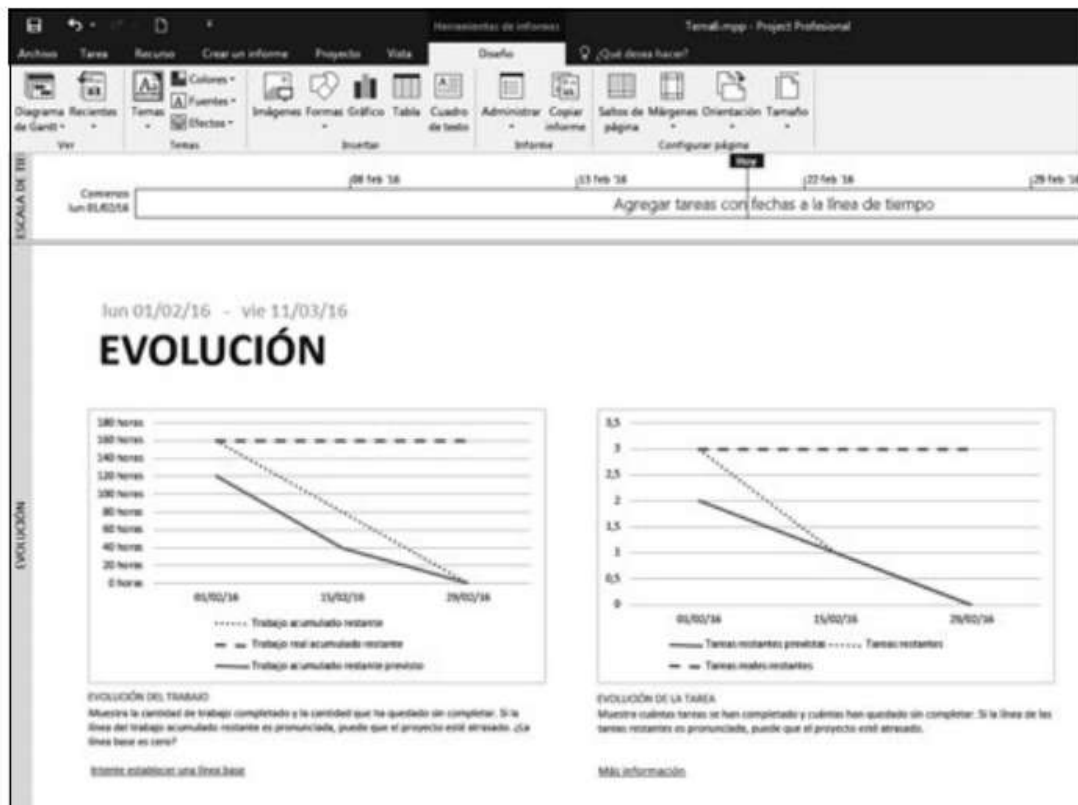 Herramientas de informes
Tema6.mpp - Project Profesional
Archivo Tarea Recurso Crear un informe Proyecto Vista Diseño ¿Qué desea hacer?
Diagrama de Gantt
Recientes
Ver
Temas
Colores
Fuentes
Efectos
Temas
Imágenes Formas Gráfico Tabla Cuadro de texto
Insertar
Administrar Copiar informe
Informe
Saltos de página Márgenes Orientación Tamaño
Configurar página
Hoy
08 feb '16 15 feb '16 22 feb '16 29 feb '16
ESCALA DE TIE
Comienzo
lun 01/02/16
Agregar tareas con fechas a la línea de tiempo
EVOLUCIÓN
lun 01/02/16 - vie 11/03/16
EVOLUCIÓN
180 horas
160 horas
140 horas
120 horas
100 horas
80 horas
60 horas
40 horas
20 horas
0 horas
01/02/16 15/02/16 29/02/16
Trabajo acumulado restante
Trabajo real acumulado restante
Trabajo acumulado restante previsto
EVOLUCIÓN DEL TRABAJO
Muestra la cantidad de trabajo completado y la cantidad que ha quedado sin completar. Si la
línea del trabajo acumulado restante es pronunciada, puede que el proyecto esté atrasado. ¿La
línea base es cero?
Intente establecer una línea base
3,5
3
2,5
2
1,5
1
0,5
0
01/02/16 15/02/16 29/02/16
Tareas restantes previstas Tareas restantes
Tareas reales restantes
EVOLUCIÓN DE LA TAREA
Muestra cuántas tareas se han completado y cuántas han quedado sin completar. Si la línea de las
tareas restantes es pronunciada, puede que el proyecto esté atrasado.
Más información